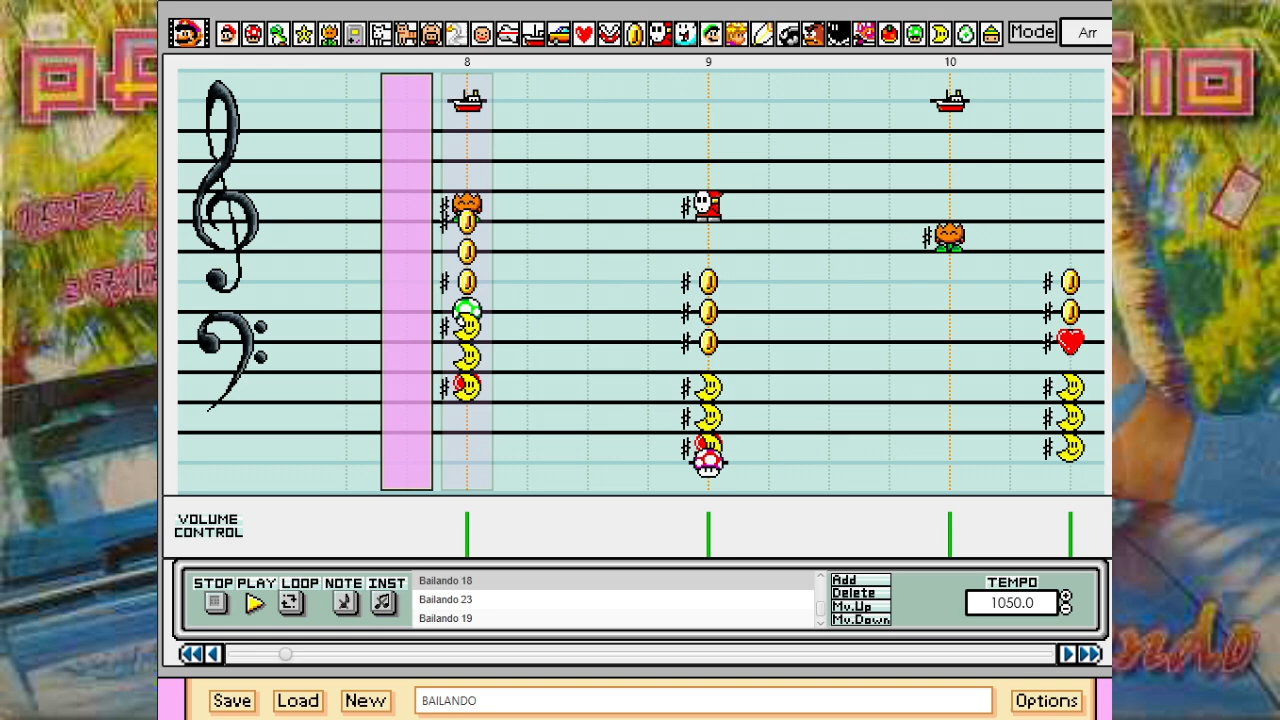 Mode
Arr
8
9
10
VOLUME
CONTROL
STOP PLAY LOOP NOTE INST
Bailando 18
Bailando 23
Bailando 19
Add
Delete
Mv.Up
Mv.Down
TEMPO
1050.0
Save
Load
New
BAILANDO
Options